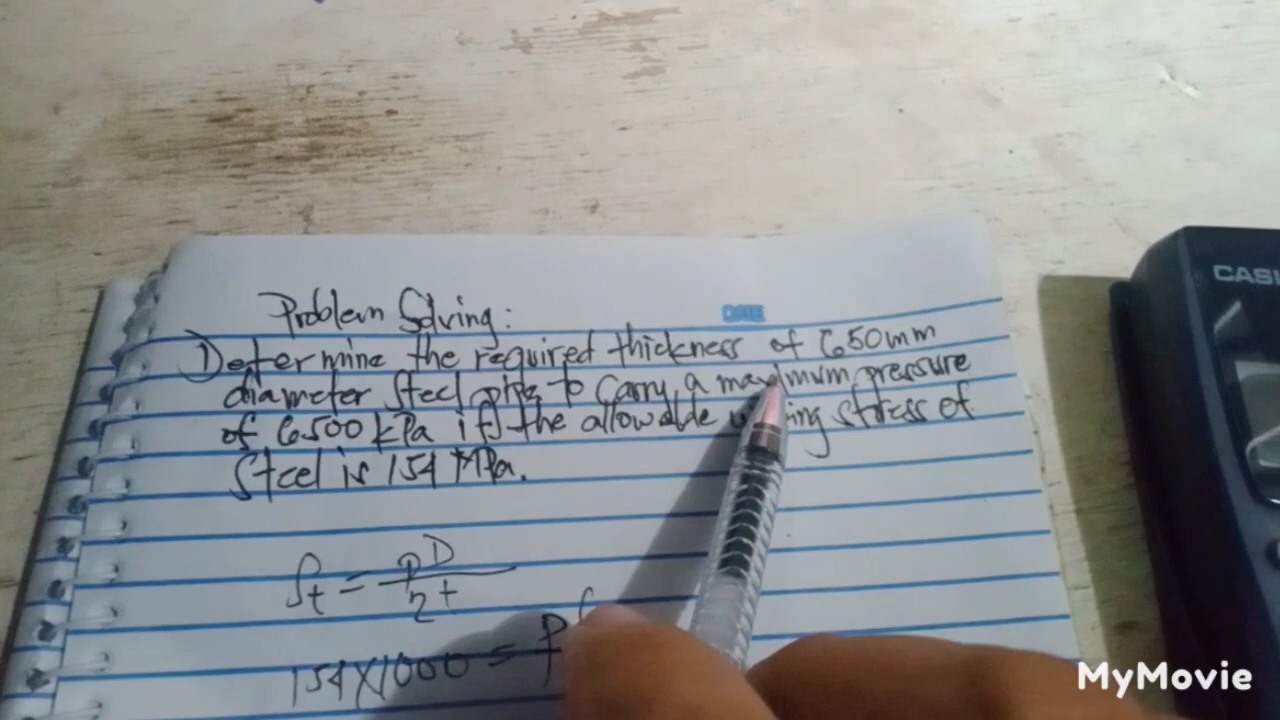 Problem Solving:
DATE
1) Determine the required thickness of 650mm
diameter steel pipe to carry a maximum pressure
of 6500 kPa if the allowable stress of
steel is 154 MPa.
St = pD
2t
154X1000 = P
CASI
MyMovie